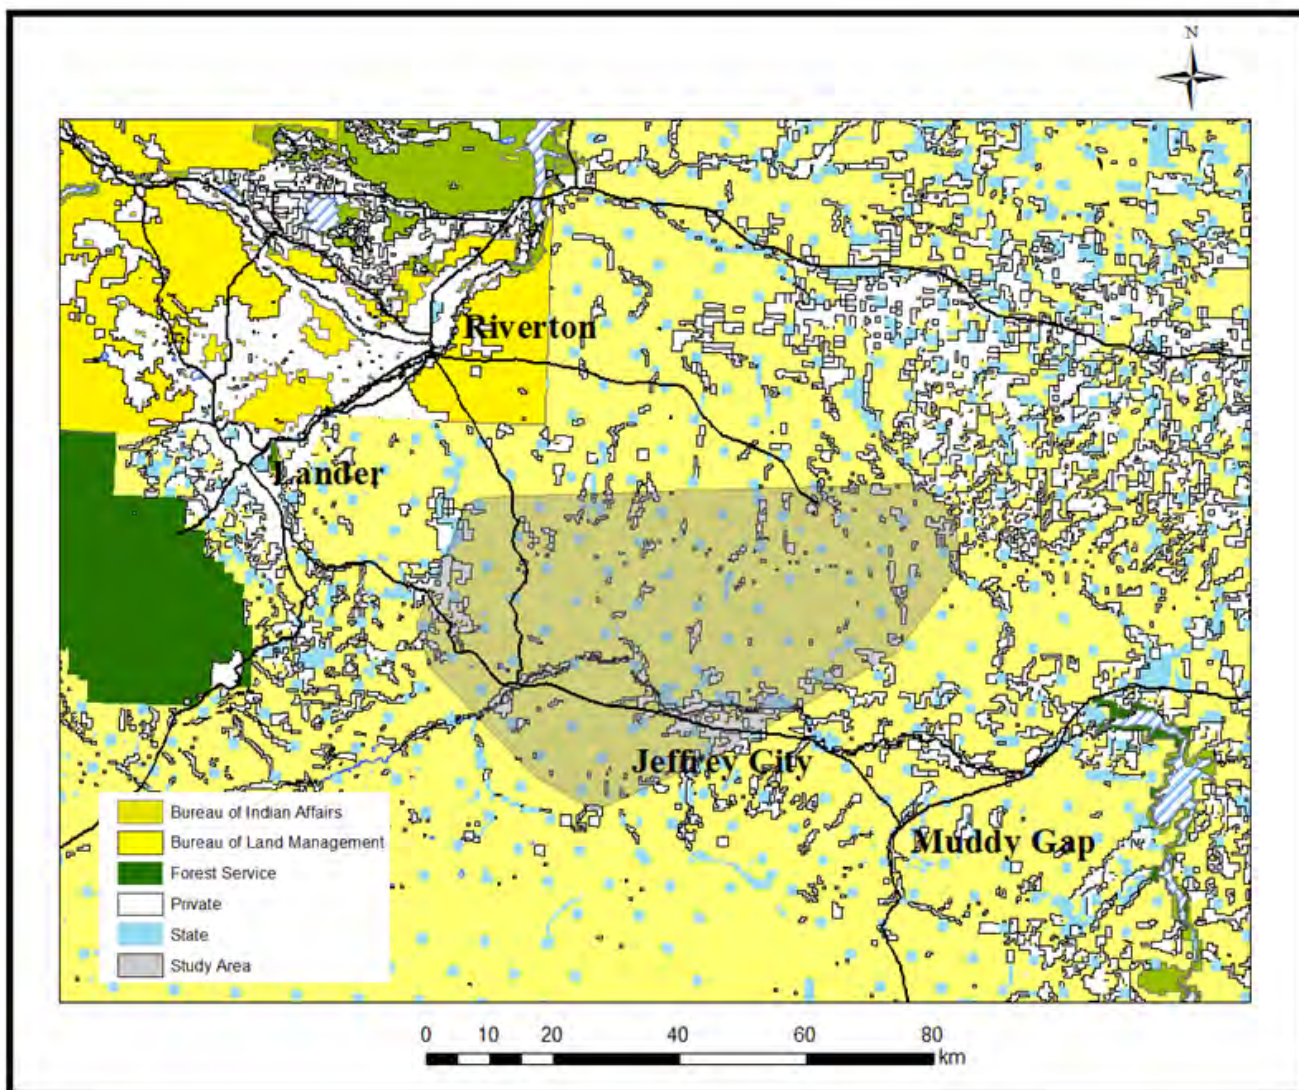 N
Riverton
Lander
Jeffrey City
Muddy Gap
Bureau of Indian Affairs
Bureau of Land Management
Forest Service
Private
State
Study Area
0 10 20 40 60 80
km